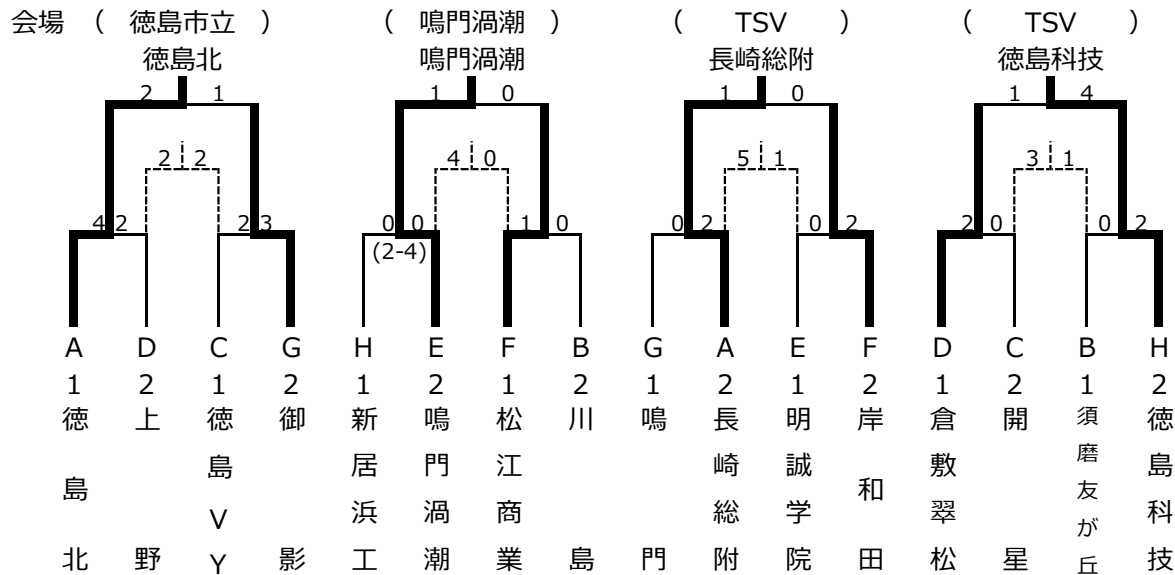 会場 （ 徳島市立 ） （ 鳴門渦潮 ） （ TSV ） （ TSV ）
徳島北 鳴門渦潮 長崎総附 徳島科技
2 1 1 0 1 0 1 4
2 2 4 0 5 1 3 1
4 2 2 3 0 0 1 0 0 2 0 2 2 0 0 2
(2-4)
A D C G H E F B G A E F D C B H
1 2 1 2 1 2 1 2 1 2 1 2 1 2 1 2
徳島北
上野
徳島VY
御影
新居浜工
鳴門渦潮
松江商業
川島
鳴門
長崎総附
明誠学院
岸和田
倉敷翠松
開星
須磨友が丘
徳島科技